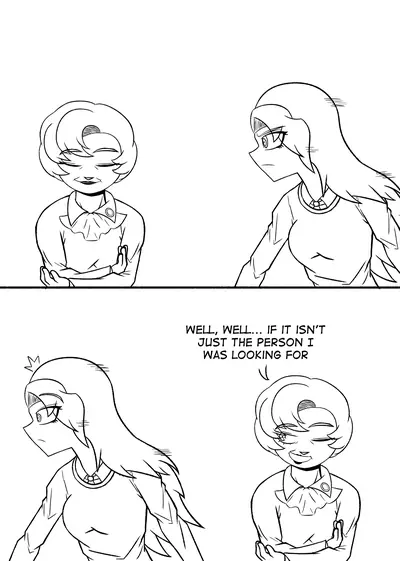 WELL, WELL... IF IT ISN'T
JUST THE PERSON I
WAS LOOKING FOR